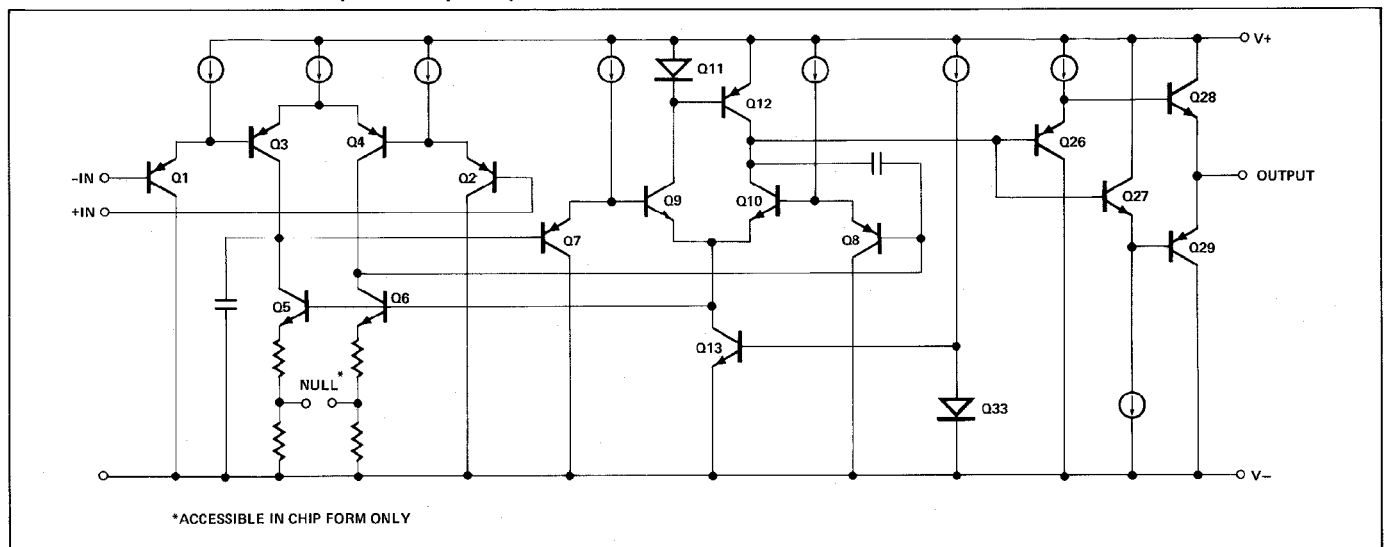 V+
Q11
Q12
Q28
Q3
Q4
Q26
-IN
Q1
Q2
+IN
Q9
Q10
Q27
OUTPUT
Q7
Q8
Q29
Q5
Q6
Q13
NULL*
Q33
V-
*ACCESSIBLE IN CHIP FORM ONLY